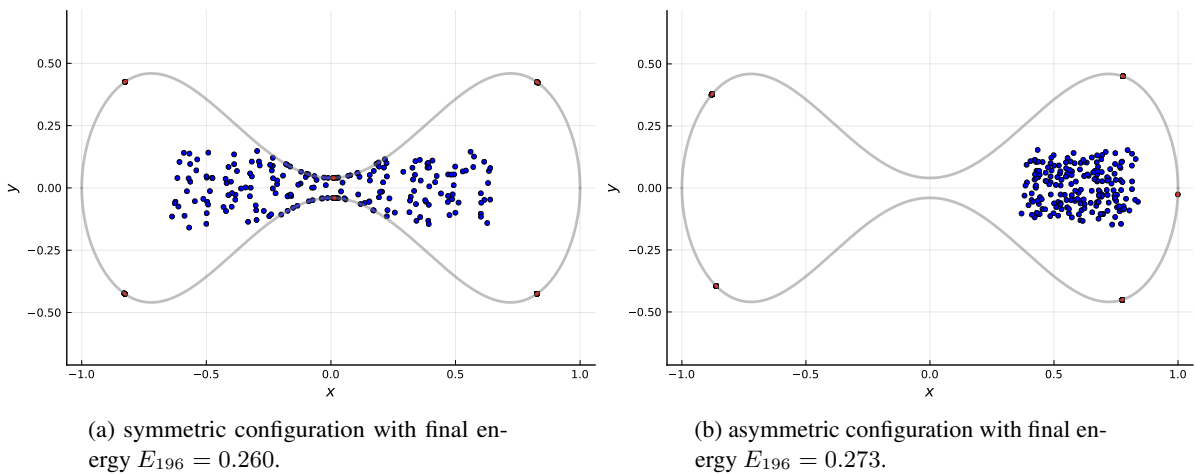 0.50
0.25
0.00
−0.25
−0.50
y
−1.0 −0.5 0.0 0.5 1.0
x
(a) symmetric configuration with final en-
ergy E₁₉₆ = 0.260.
0.50
0.25
0.00
−0.25
−0.50
y
−1.0 −0.5 0.0 0.5 1.0
x
(b) asymmetric configuration with final en-
ergy E₁₉₆ = 0.273.